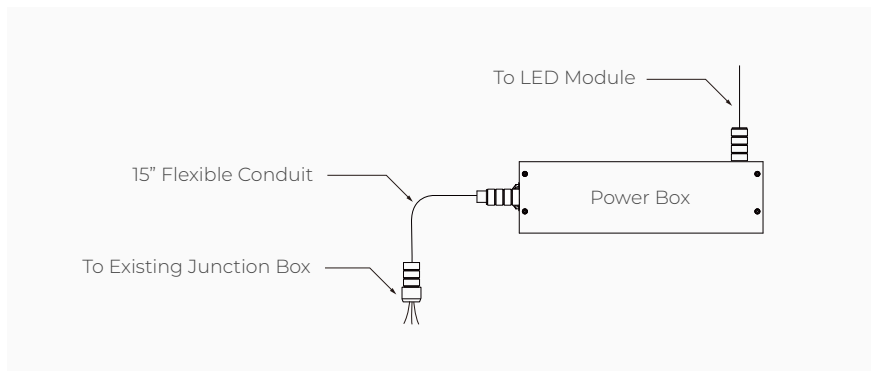 To LED Module
15” Flexible Conduit
Power Box
To Existing Junction Box